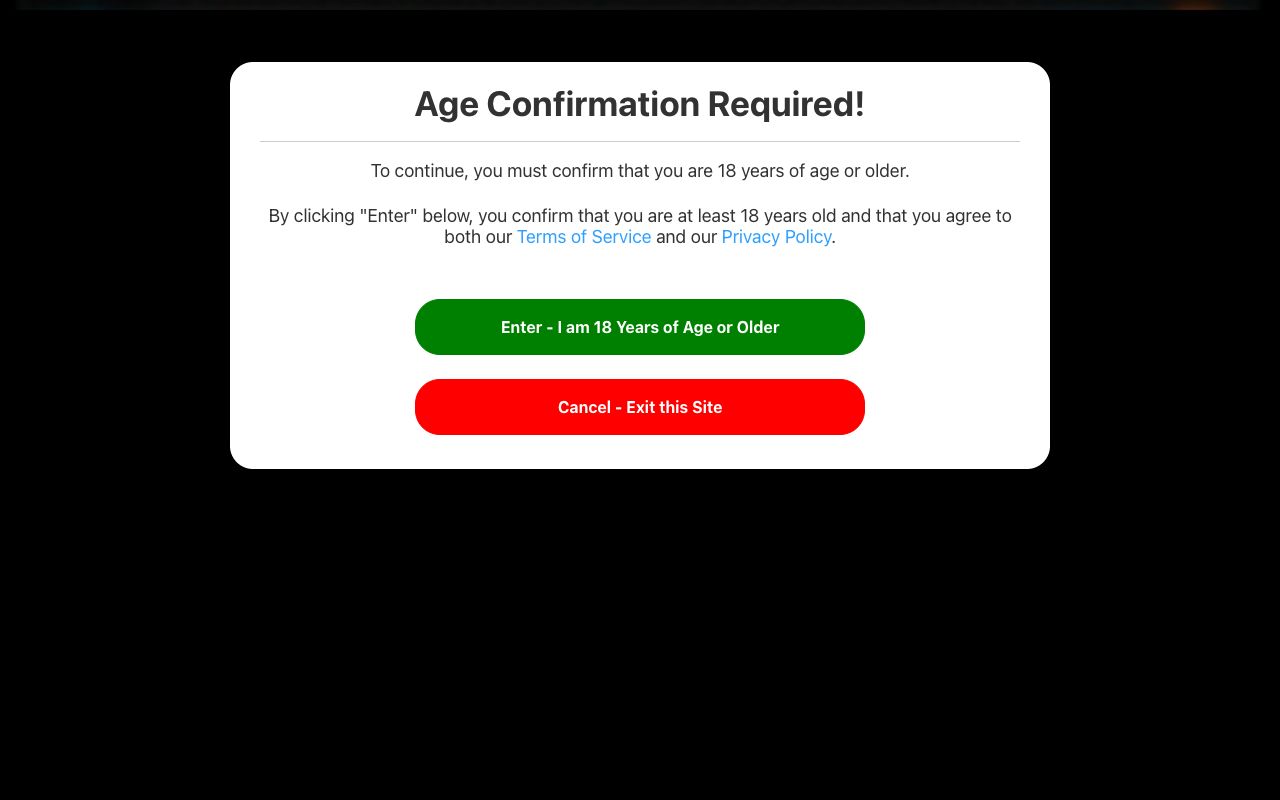 Age Confirmation Required!
To continue, you must confirm that you are 18 years of age or older.
By clicking "Enter" below, you confirm that you are at least 18 years old and that you agree to
both our Terms of Service and our Privacy Policy.
Enter - I am 18 Years of Age or Older
Cancel - Exit this Site